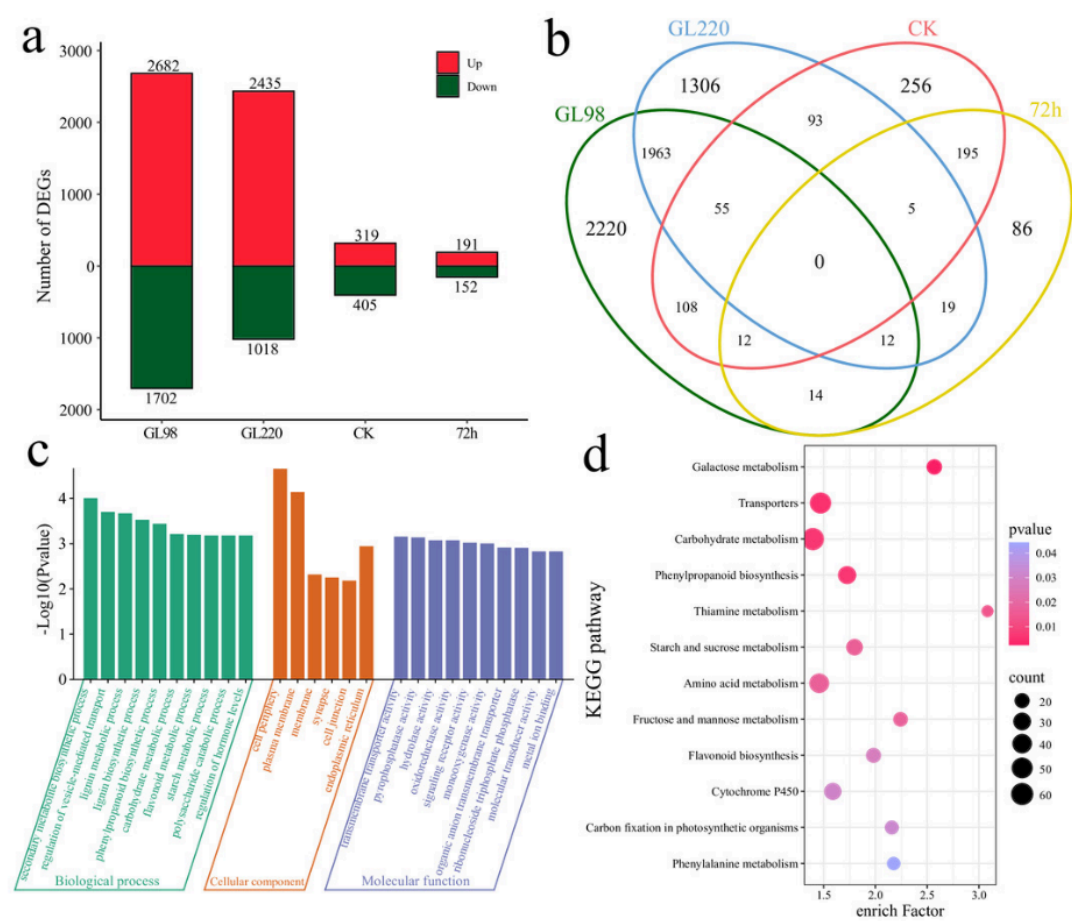 a
3000
2000
1000
0
1000
2000
Number of DEGs
2682
2435
319
191
1702
1018
405
152
Up
Down
GL98
GL220
CK
72h
b
GL220
CK
GL98
72h
1306
256
93
1963
195
2220
55
5
86
0
108
19
12
12
14
c
-Log10(Pvalue)
4
3
2
1
0
secondary metabolic biosynthetic process
regulation of vesicle-mediated transport
lignin metabolic process
lignin biosynthetic process
phenylpropanoid biosynthetic process
carbohydrate metabolic process
flavonoid metabolic process
starch metabolic process
polysaccharide catabolic process
regulation of hormone levels
cell periphery
plasma membrane
membrane
synapse
cell junction
endoplasmic reticulum
transmembrane transporter activity
pyrophosphatase activity
hydrolase activity
oxidoreductase activity
signaling receptor activity
monooxygenase activity
organic anion transmembrane transporter
ribonucleoside triphosphate phosphatase
molecular transducer activity
metal ion binding
Biological process
Cellular component
Molecular function
d
KEGG pathway
Galactose metabolism
Transporters
Carbohydrate metabolism
Phenylpropanoid biosynthesis
Thiamine metabolism
Starch and sucrose metabolism
Amino acid metabolism
Fructose and mannose metabolism
Flavonoid biosynthesis
Cytochrome P450
Carbon fixation in photosynthetic organisms
Phenylalanine metabolism
1.5
2.0
2.5
3.0
enrich Factor
pvalue
0.04
0.03
0.02
0.01
count
20
30
40
50
60